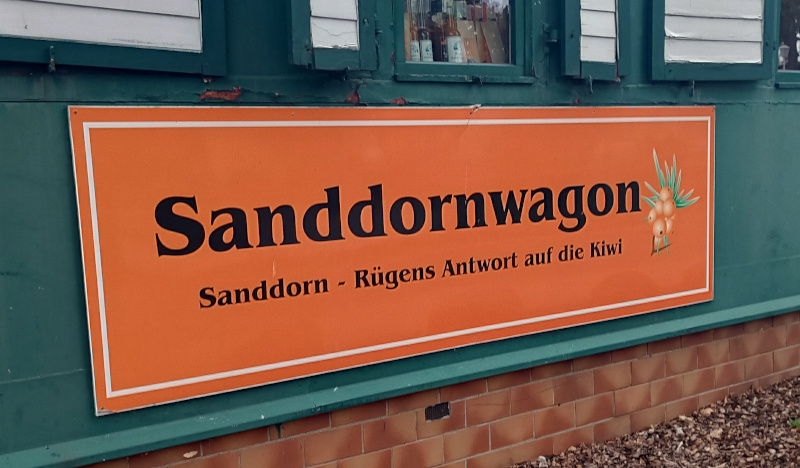 Sanddornwagon
Sanddorn - Rügens Antwort auf die Kiwi